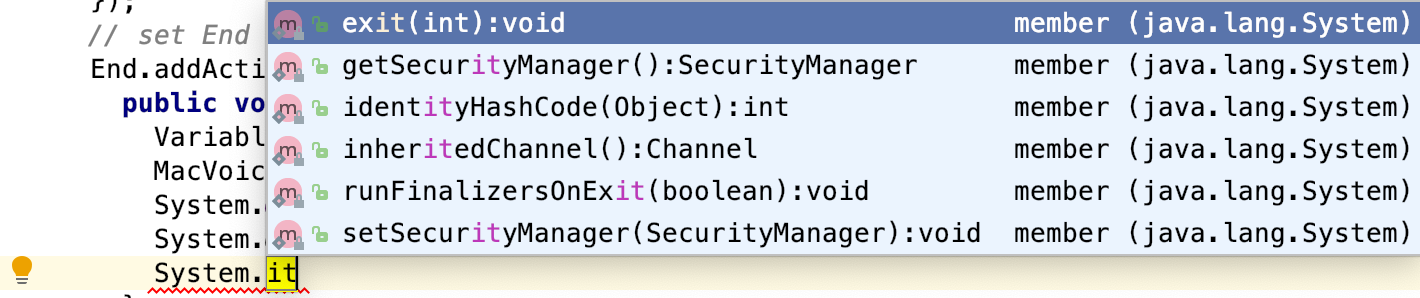 });
// set End
End.addActi
public vo
Variabl
MacVoic
System.
System.
System.it
exit(int):void member (java.lang.System)
getSecurityManager():SecurityManager member (java.lang.System)
identityHashCode(Object):int member (java.lang.System)
inheritedChannel():Channel member (java.lang.System)
runFinalizersOnExit(boolean):void member (java.lang.System)
setSecurityManager(SecurityManager):void member (java.lang.System)